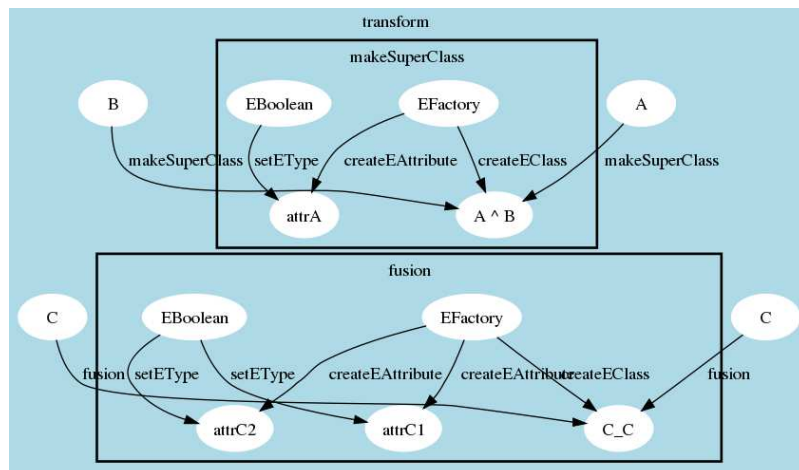 transform
makeSuperClass
B EBoolean EFactory A
makeSuperClass setEType createEAttribute createEClass makeSuperClass
attrA A ^ B
fusion
C EBoolean EFactory C
fusion setEType setEType createEAttribute createEAttribute createEClass fusion
attrC2 attrC1 C_C